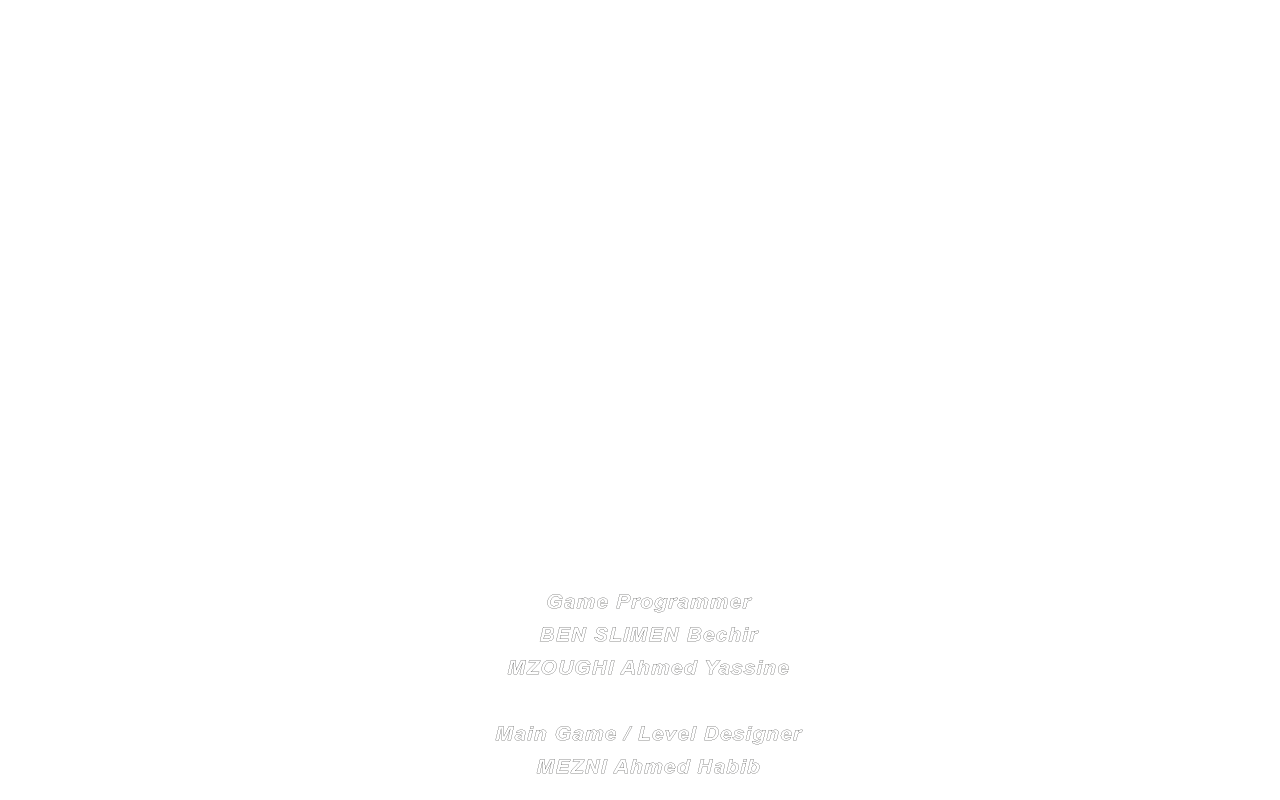 Game Programmer
BEN SLIMEN Bechir
MZOUGHI Ahmed Yassine
Main Game / Level Designer
MEZNI Ahmed Habib